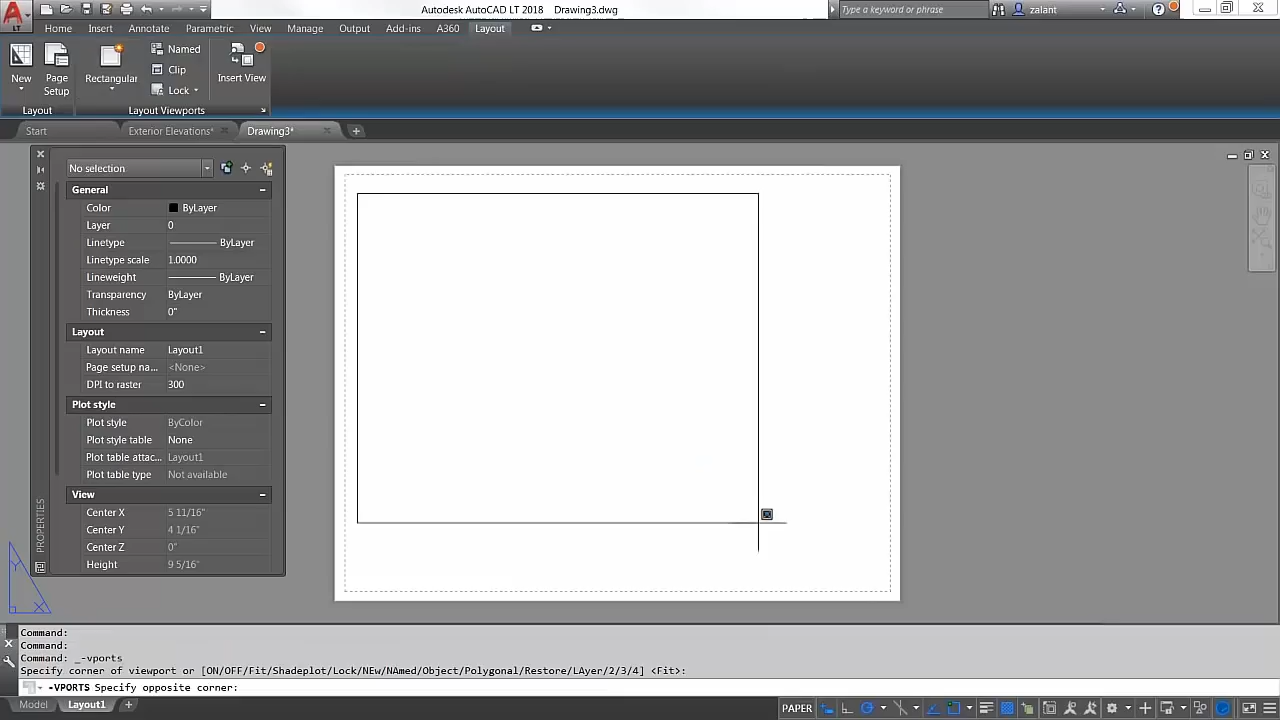 Autodesk AutoCAD LT 2018 Drawing3.dwg
Type a keyword or phrase
zalant
LT
Home Insert Annotate Parametric View Manage Output Add-ins A360 Layout
New
Page
Setup
Rectangular
Named
Clip
Lock
Insert View
Layout
Layout Viewports
Start
Exterior Elevations*
Drawing3*
No selection
General
Color ByLayer
Layer 0
Linetype ByLayer
Linetype scale 1.0000
Lineweight ByLayer
Transparency ByLayer
Thickness 0"
Layout
Layout name Layout1
Page setup na... <None>
DPI to raster 300
Plot style
Plot style ByColor
Plot style table None
Plot table attac... Layout1
Plot table type Not available
View
Center X 5 11/16"
Center Y 4 1/16"
Center Z 0"
Height 9 5/16"
PROPERTIES
Y
X
Command:
Command:
Command: _-vports
Specify corner of viewport or [ON/OFF/Fit/Shadeplot/Lock/NEw/NAmed/Object/Polygonal/Restore/LAyer/2/3/4] <Fit>:
-VPORTS Specify opposite corner:
Model Layout1
PAPER